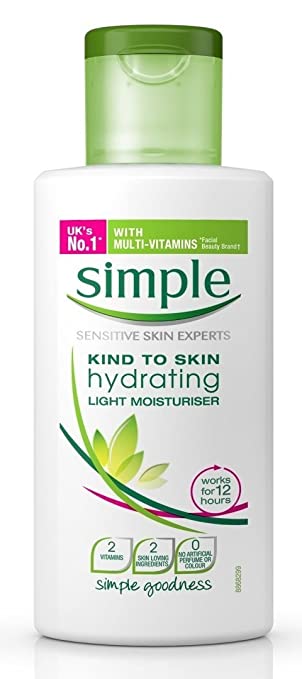 UK's
No.1*
WITH
MULTI-VITAMINS
*Facial
Beauty Brand†
simple
SENSITIVE SKIN EXPERTS
KIND TO SKIN
hydrating
LIGHT MOISTURISER
works
for 12
hours
2
VITAMINS
2
SKIN LOVING
INGREDIENTS
0
NO ARTIFICIAL
PERFUME OR
COLOUR
simple goodness
8868299